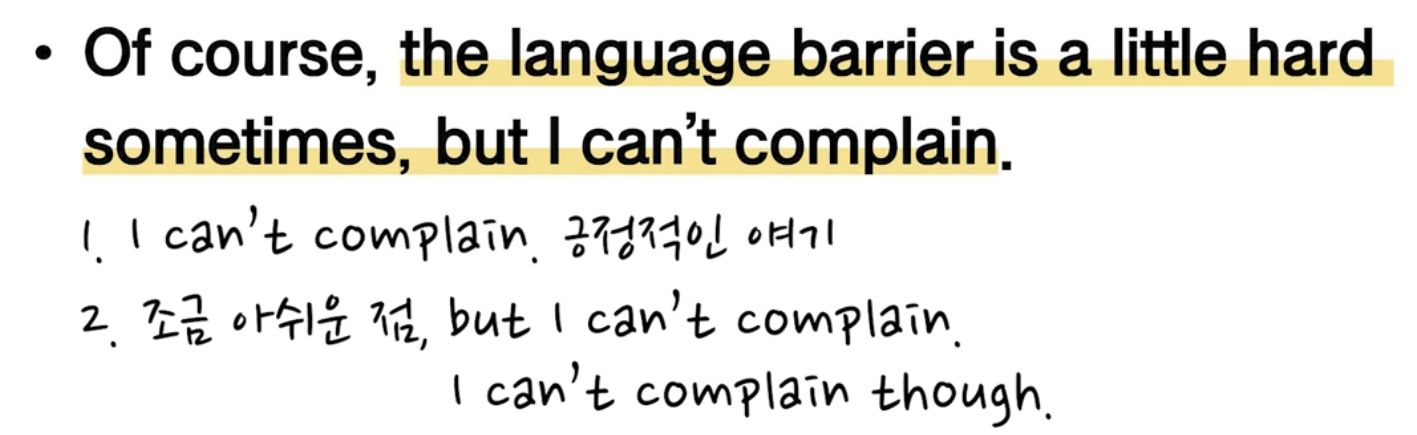 • Of course, the language barrier is a little hard
sometimes, but I can't complain.
1. I can't complain. 긍정적인 얘기
2. 조금 아쉬운 점, but I can't complain.
I can't complain though.